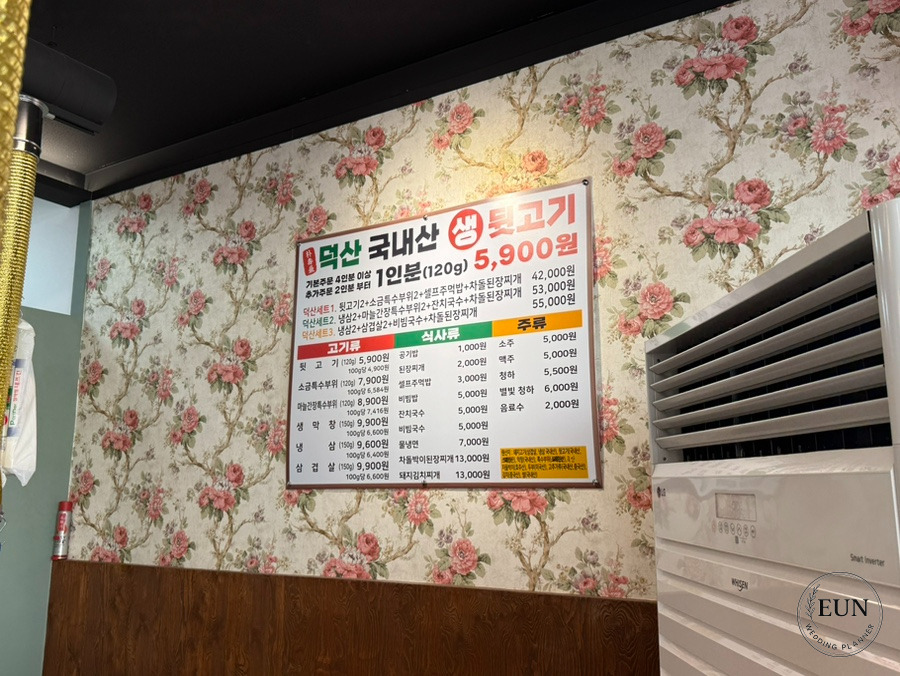 덕산 국내산 생 뒷고기
기본주문 4인분 이상
추가주문 2인분 부터
1인분(120g) 5,900원
덕산세트1. 뒷고기2+소금특수부위2+셀프주먹밥+차돌된장찌개 42,000원
덕산세트2. 냉삼2+마늘간장특수부위2+잔치국수+차돌된장찌개 53,000원
덕산세트3. 냉삼2+삼겹살2+비빔국수+차돌된장찌개 55,000원
고기류
뒷고기 (120g) 5,900원
100g당 4,900원
소금특수부위 (120g) 7,900원
100g당 6,584원
마늘간장특수부위 (120g) 8,900원
100g당 7,416원
생막창 (150g) 9,900원
100g당 6,600원
냉삼 (150g) 9,600원
100g당 6,400원
삼겹살 (150g) 9,900원
100g당 6,600원
식사류
공기밥 1,000원
된장찌개 2,000원
셀프주먹밥 3,000원
비빔밥 5,000원
잔치국수 5,000원
비빔국수 5,000원
물냉면 7,000원
차돌박이된장찌개 13,000원
돼지김치찌개 13,000원
주류
소주 5,000원
맥주 5,000원
청하 5,500원
별빛 청하 6,000원
음료수 2,000원
LG
WHISEN
Smart Inverter
EUN
WEDDING PLANNER